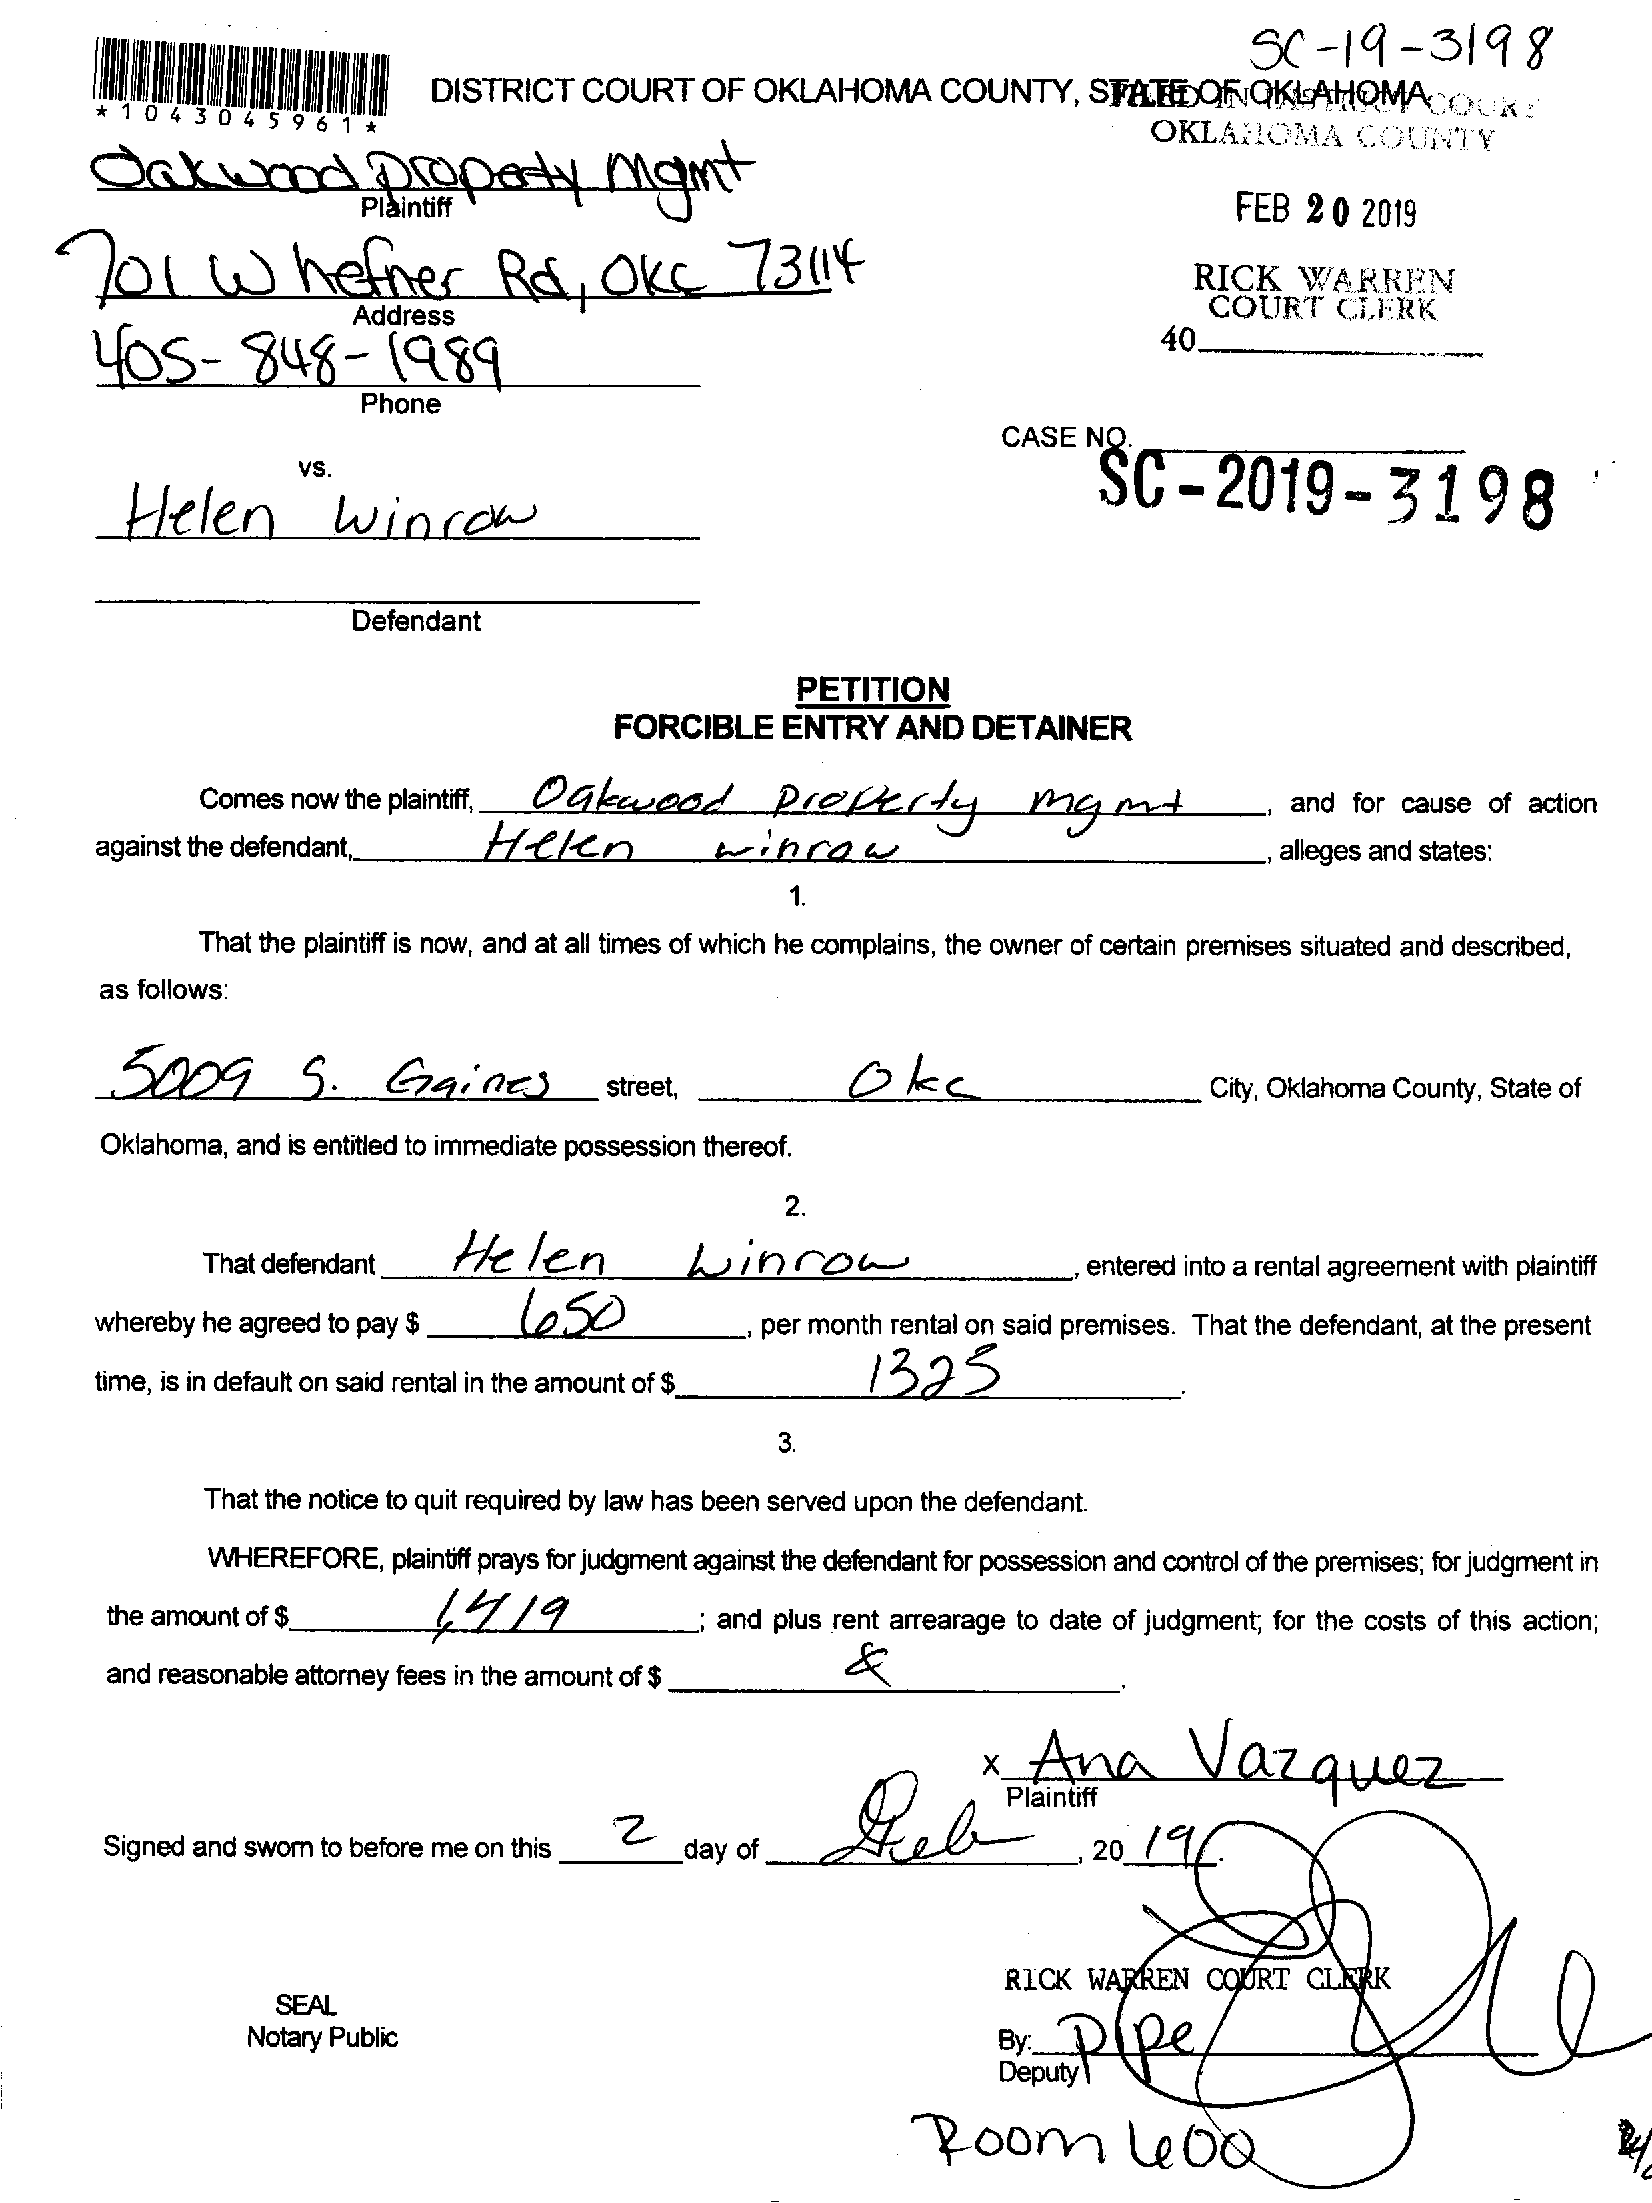 SC-19-3198
*1043045961*
DISTRICT COURT OF OKLAHOMA COUNTY, STATE OF OKLAHOMA
FILED IN DISTRICT COURT
OKLAHOMA COUNTY
Oakwood Property Mgmt
Plaintiff
FEB 20 2019
701 W hefner Rd, OKC 73114
Address
RICK WARREN
COURT CLERK
40
405-848-1989
Phone
CASE NO.
SC-2019-3198
vs.
Helen Winrow
Defendant
PETITION
FORCIBLE ENTRY AND DETAINER
Comes now the plaintiff, Oakwood Property mgmt, and for cause of action
against the defendant, Helen winrow, alleges and states:
1.
That the plaintiff is now, and at all times of which he complains, the owner of certain premises situated and described,
as follows:
5009 S. Gaines street, Okc City, Oklahoma County, State of
Oklahoma, and is entitled to immediate possession thereof.
2.
That defendant Helen Winrow, entered into a rental agreement with plaintiff
whereby he agreed to pay $ 650, per month rental on said premises. That the defendant, at the present
time, is in default on said rental in the amount of $ 1325.
3.
That the notice to quit required by law has been served upon the defendant.
WHEREFORE, plaintiff prays for judgment against the defendant for possession and control of the premises; for judgment in
the amount of $ 1,419; and plus rent arrearage to date of judgment; for the costs of this action;
and reasonable attorney fees in the amount of $ &.
x Ana Vazquez
Plaintiff
Signed and sworn to before me on this 2 day of Feb, 2019.
RICK WARREN COURT CLERK
SEAL
Notary Public
By:
Deputy
Room 600